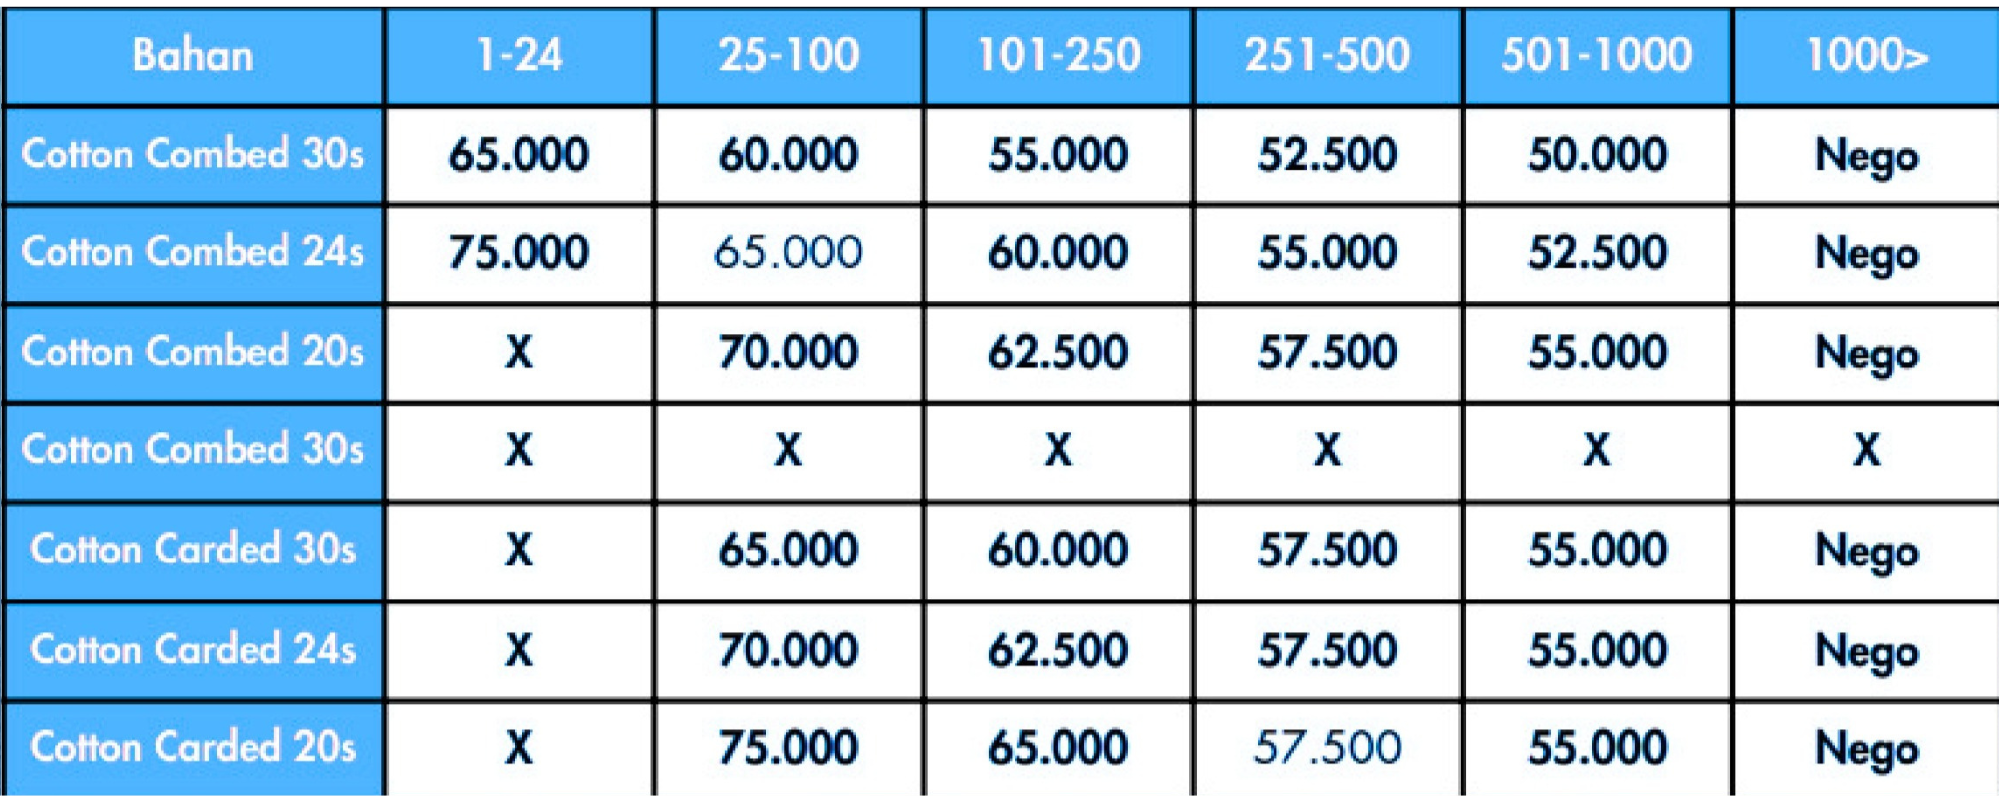 Bahan 1-24 25-100 101-250 251-500 501-1000 1000>
Cotton Combed 30s 65.000 60.000 55.000 52.500 50.000 Nego
Cotton Combed 24s 75.000 65.000 60.000 55.000 52.500 Nego
Cotton Combed 20s X 70.000 62.500 57.500 55.000 Nego
Cotton Combed 30s X X X X X X
Cotton Carded 30s X 65.000 60.000 57.500 55.000 Nego
Cotton Carded 24s X 70.000 62.500 57.500 55.000 Nego
Cotton Carded 20s X 75.000 65.000 57.500 55.000 Nego